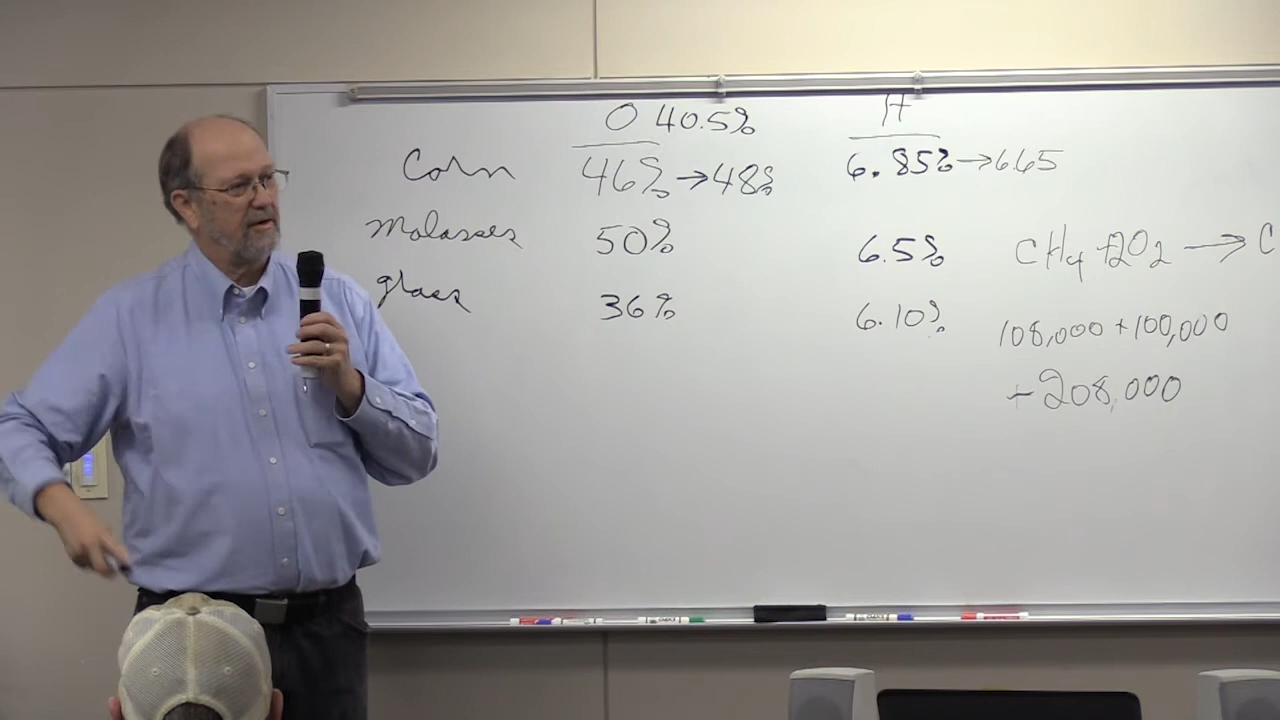 O 40.5% H
Corn 46% → 48% 6.85% → 6.65
Molasses 50% 6.5%
glass 36% 6.10%
CH4 + 2O2 → C
108,000 + 100,000
- 208,000